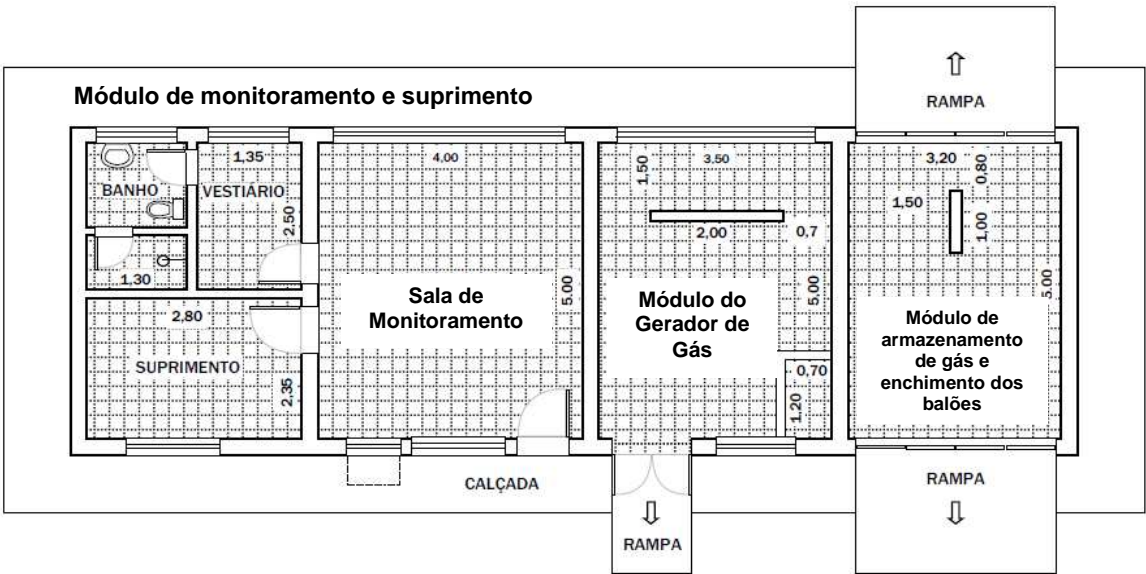 RAMPA
Módulo de monitoramento e suprimento
BANHO
1,35
VESTIÁRIO
2,50
1,30
2,80
SUPRIMENTO
2,35
4,00
Sala de
Monitoramento
5,00
3.50
1,50
2,00
0,7
Módulo do
Gerador de
Gás
5,00
0,70
1,20
3,20
0,80
1,50
1,00
Módulo de
armazenamento
de gás e
enchimento dos
balões
5.00
CALÇADA
RAMPA
RAMPA